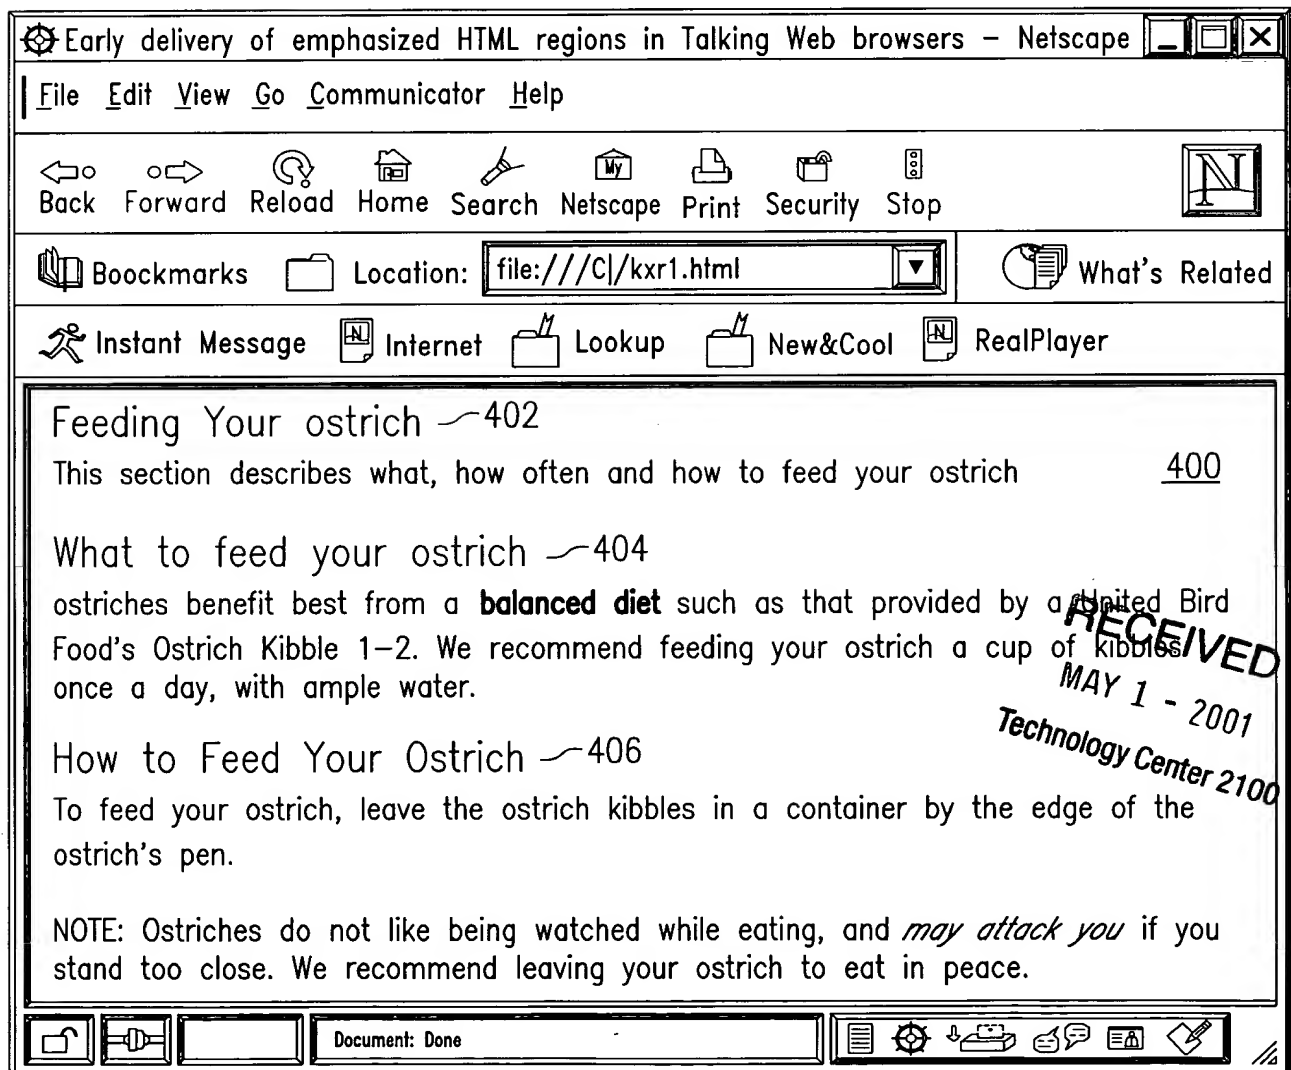 Early delivery of emphasized HTML regions in Talking Web browsers – Netscape
File Edit View Go Communicator Help
My N
Back Forward Reload Home Search Netscape Print Security Stop
Boockmarks Location: file:///C|/kxr1.html What's Related
Instant Message N Internet Lookup N New&Cool RealPlayer
Feeding Your ostrich 402
This section describes what, how often and how to feed your ostrich 400
What to feed your ostrich 404
ostriches benefit best from a balanced diet such as that provided by a United Bird
Food's Ostrich Kibble 1–2. We recommend feeding your ostrich a cup of kibbles
once a day, with ample water.
RECEIVED
MAY 1 - 2001
Technology Center 2100
How to Feed Your Ostrich 406
To feed your ostrich, leave the ostrich kibbles in a container by the edge of the
ostrich's pen.
NOTE: Ostriches do not like being watched while eating, and may attack you if you
stand too close. We recommend leaving your ostrich to eat in peace.
Document: Done